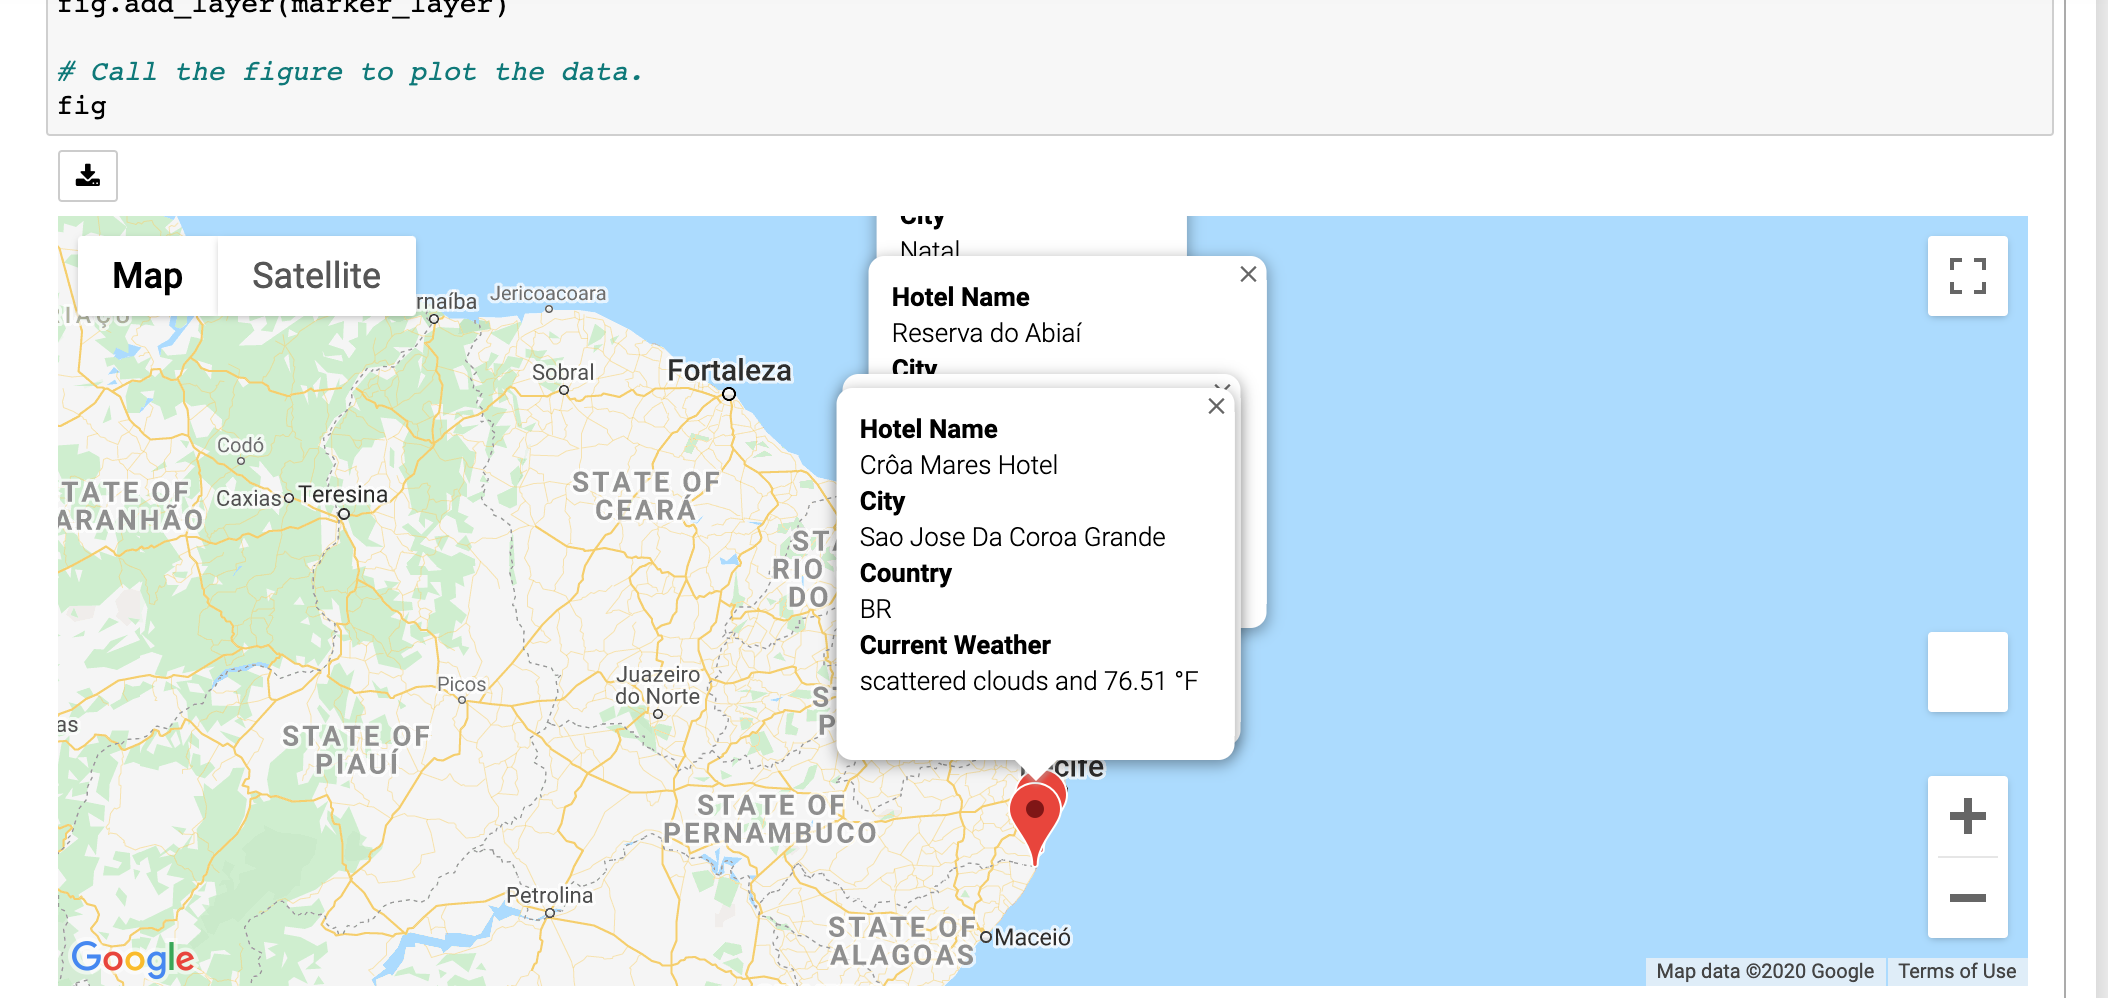 fig.add_layer(marker_layer)
# Call the figure to plot the data.
fig
Map
Satellite
City
Natal
Hotel Name
Reserva do Abiaí
City
Hotel Name
Crôa Mares Hotel
City
Sao Jose Da Coroa Grande
Country
BR
Current Weather
scattered clouds and 76.51 °F
rnaíba
Jericoacoara
Sobral
Fortaleza
Codó
Caxias
Teresina
TATE OF
ARANHÃO
STATE OF
CEARÁ
RIO
DO
Juazeiro
do Norte
Picos
as
STATE OF
PIAUÍ
cife
STATE OF
PERNAMBUCO
Petrolina
STATE OF
ALAGOAS
Maceió
Google
Map data ©2020 Google
Terms of Use